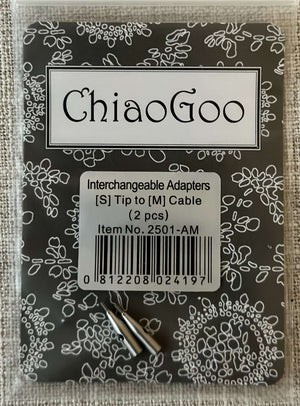 ChiaoGoo
Interchangeable Adapters
[S] Tip to [M] Cable
(2 pcs)
Item No. 2501-AM
0 812208 024197